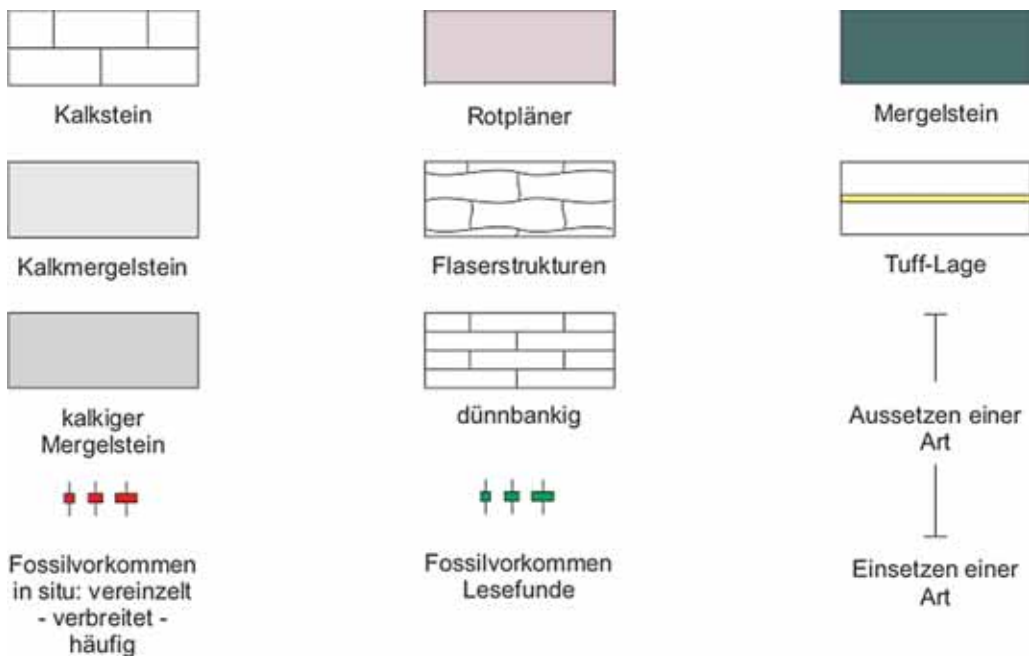 Kalkstein
Rotpläner
Mergelstein
Kalkmergelstein
Flaserstrukturen
Tuff-Lage
kalkiger
Mergelstein
dünnbankig
Aussetzen einer
Art
Fossilvorkommen
in situ: vereinzelt
- verbreitet -
häufig
Fossilvorkommen
Lesefunde
Einsetzen einer
Art